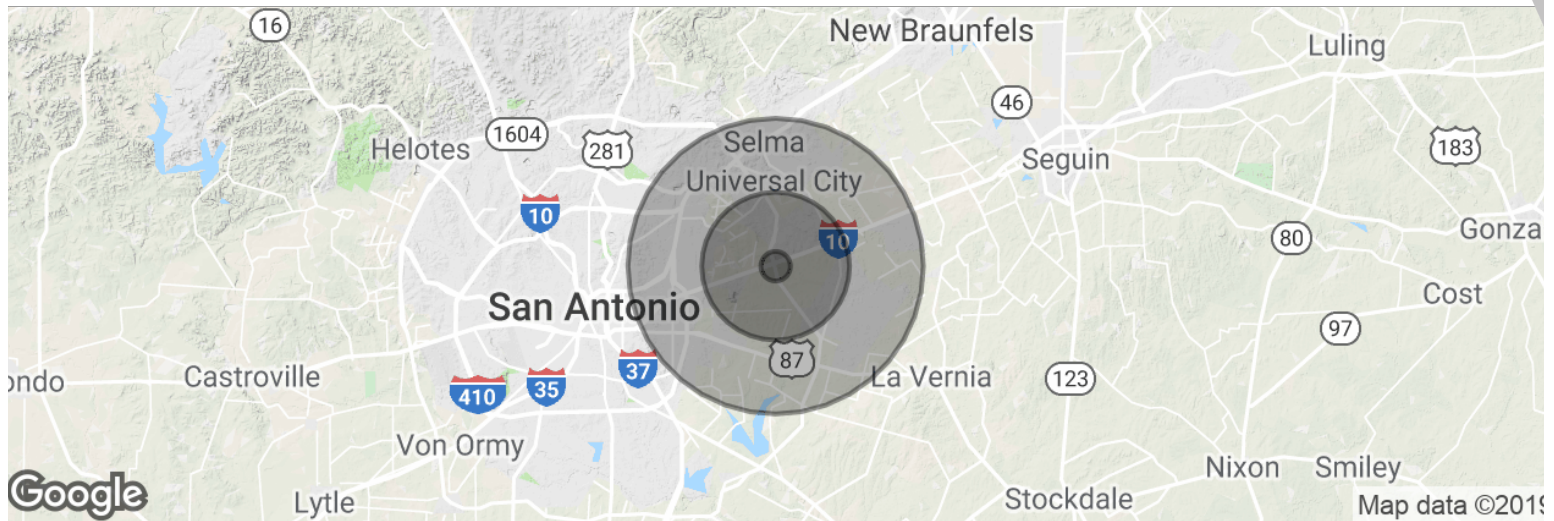 16
New Braunfels
Luling
46
1604
281
Helotes
Selma
183
Seguin
Universal City
10
10
80
Gonza
San Antonio
Cost
97
87
37
35
410
ondo
Castroville
La Vernia
123
Von Ormy
Nixon
Smiley
Google
Lytle
Stockdale
Map data ©2019